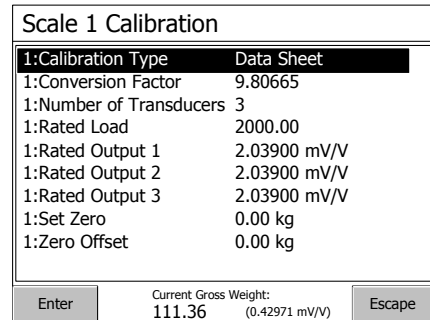 Scale 1 Calibration
1:Calibration Type Data Sheet
1:Conversion Factor 9.80665
1:Number of Transducers 3
1:Rated Load 2000.00
1:Rated Output 1 2.03900 mV/V
1:Rated Output 2 2.03900 mV/V
1:Rated Output 3 2.03900 mV/V
1:Set Zero 0.00 kg
1:Zero Offset 0.00 kg
Enter
Current Gross Weight:
111.36 (0.42971 mV/V)
Escape